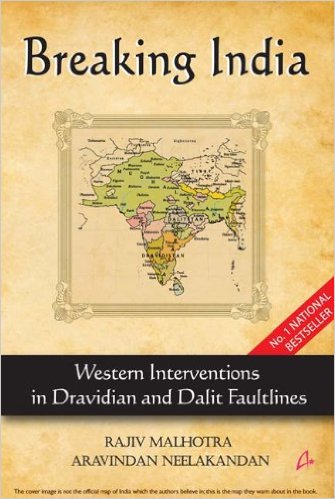 Breaking India
DALITSTAN
DRAVIDISTAN
No. 1 NATIONAL
BESTSELLER
Western Interventions
in Dravidian and Dalit Faultlines
RAJIV MALHOTRA
ARAVINDAN NEELAKANDAN
The cover image is not the official map of India which the authors believe in; this is the map they warn about in the book.